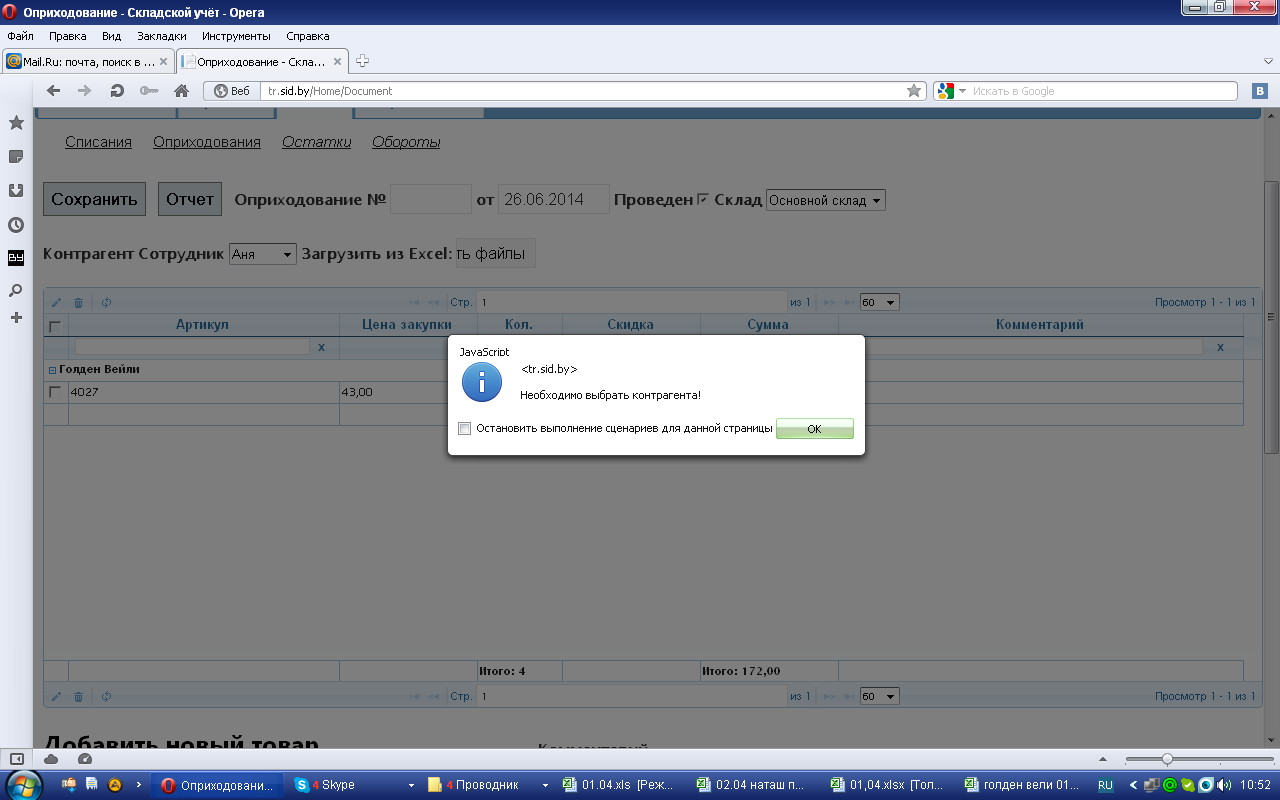 Оприходование - Складской учёт - Opera
Файл Правка Вид Закладки Инструменты Справка
Mail.Ru: почта, поиск в ... Оприходование - Скла...
Веб tr.sid.by/Home/Document Искать в Google
Списания Оприходования Остатки Обороты
Сохранить Отчет Оприходование № от 26.06.2014 Проведен Склад Основной склад
Контрагент Сотрудник Аня Загрузить из Excel: ть файлы
Стр. 1 из 1 60 Просмотр 1 - 1 из 1
Артикул Цена закупки Кол. Скидка Сумма Комментарий
x x
Голден Вейли
4027 43,00
JavaScript
<tr.sid.by>
Необходимо выбрать контрагента!
Остановить выполнение сценариев для данной страницы OK
Итого: 4 Итого: 172,00
Стр. 1 из 1 60 Просмотр 1 - 1 из 1
Добавить новый товар Комментарий
Оприходовани... 4 Skype 4 Проводник 01.04.xls [Реж... 02.04 наташ п... 01,04.xlsx [Тол... голден вели 01... RU 10:52